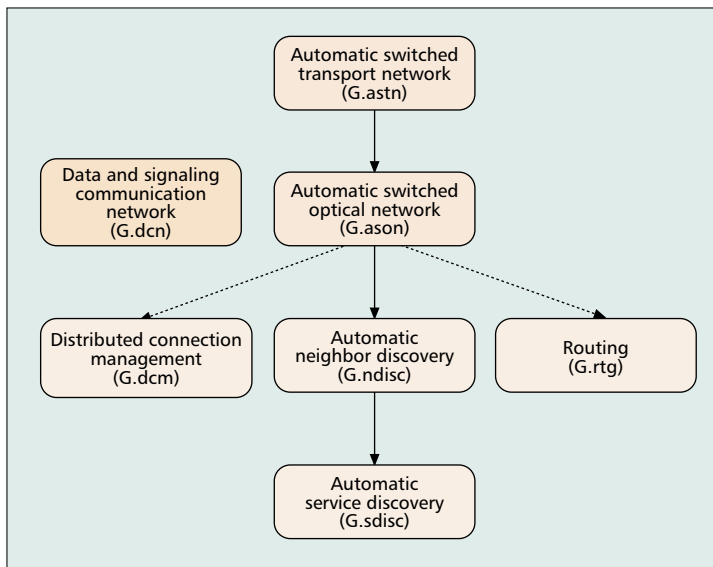 Automatic switched
transport network
(G.astn)
Data and signaling
communication
network
(G.dcn)
Automatic switched
optical network
(G.ason)
Distributed connection
management
(G.dcm)
Automatic
neighbor discovery
(G.ndisc)
Routing
(G.rtg)
Automatic
service discovery
(G.sdisc)